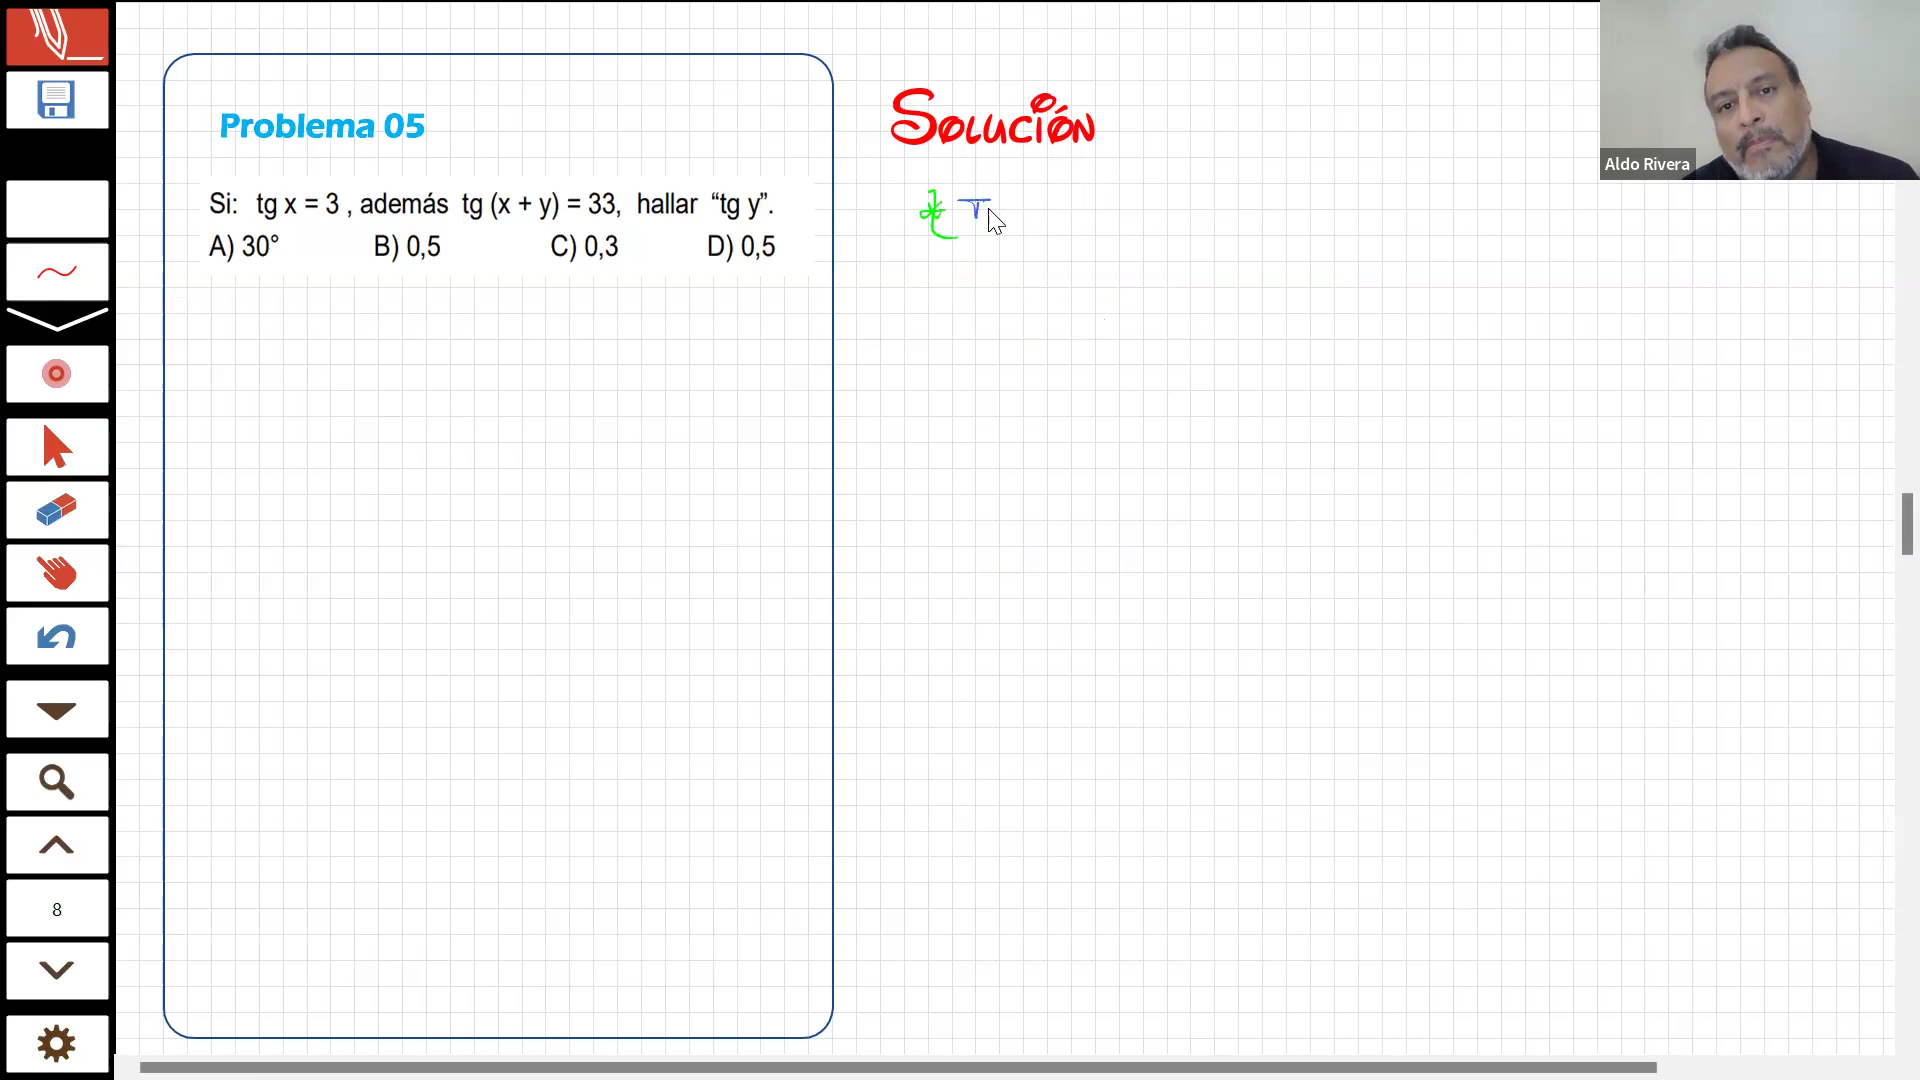 Problema 05
Si: tg x = 3 , además tg (x + y) = 33, hallar “tg y”.
A) 30° B) 0,5 C) 0,3 D) 0,5
Solución
* T
Aldo Rivera
8